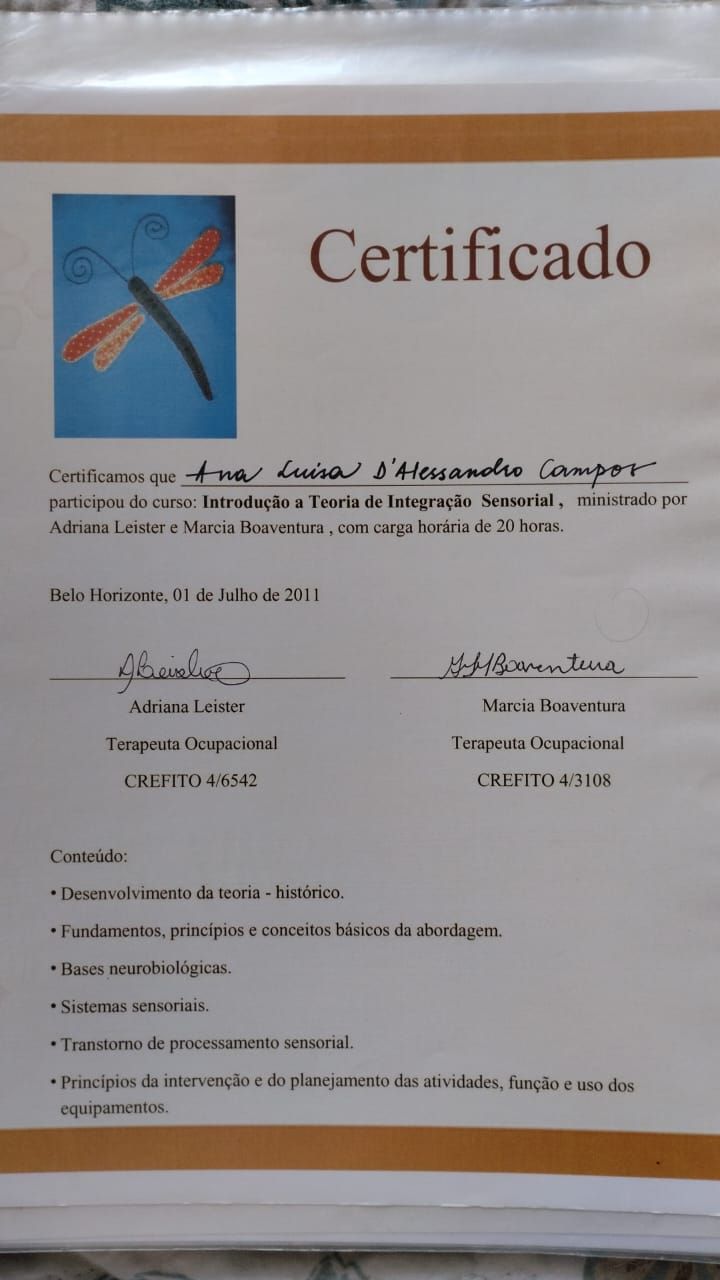 Certificado
Certificamos que Ana Luisa D'Alessandro Campos
participou do curso: Introdução a Teoria de Integração Sensorial , ministrado por
Adriana Leister e Marcia Boaventura , com carga horária de 20 horas.
Belo Horizonte, 01 de Julho de 2011
Boaventura
Adriana Leister
Marcia Boaventura
Terapeuta Ocupacional
Terapeuta Ocupacional
CREFITO 4/6542
CREFITO 4/3108
Conteúdo:
• Desenvolvimento da teoria - histórico.
• Fundamentos, princípios e conceitos básicos da abordagem.
• Bases neurobiológicas.
• Sistemas sensoriais.
• Transtorno de processamento sensorial.
• Princípios da intervenção e do planejamento das atividades, função e uso dos
equipamentos.